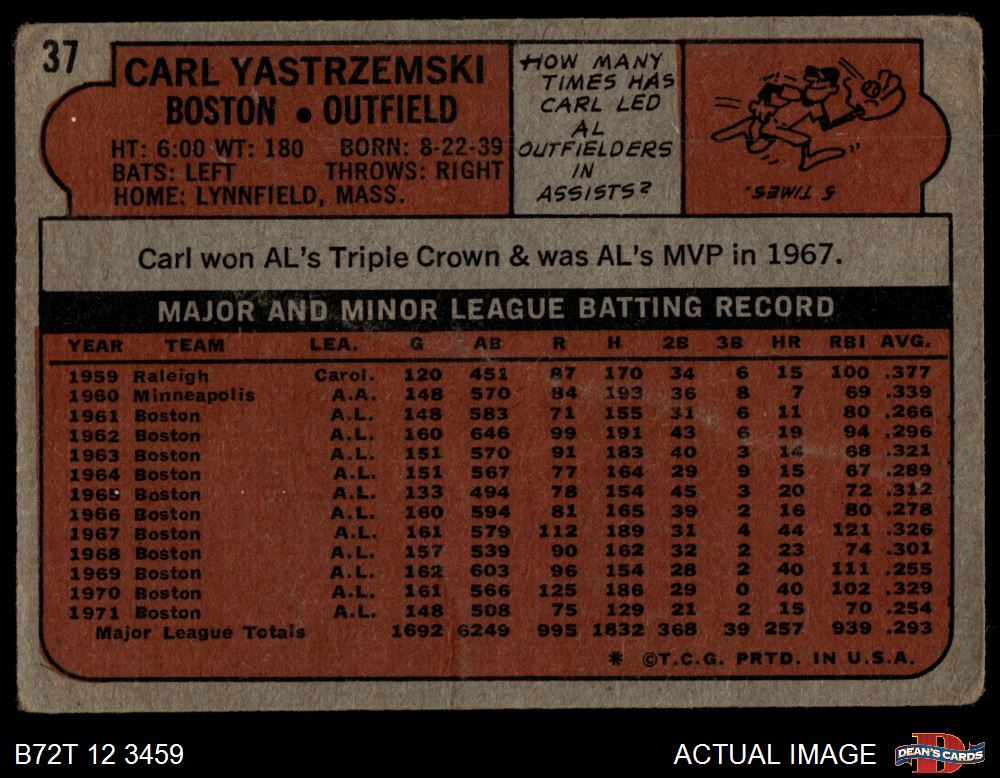 37
CARL YASTRZEMSKI
BOSTON • OUTFIELD
HT: 6:00 WT: 180 BORN: 8-22-39
BATS: LEFT THROWS: RIGHT
HOME: LYNNFIELD, MASS.
HOW MANY
TIMES HAS
CARL LED
AL
OUTFIELDERS
IN
ASSISTS?
5 TIMES.
Carl won AL's Triple Crown & was AL's MVP in 1967.
MAJOR AND MINOR LEAGUE BATTING RECORD
YEAR TEAM LEA. G AB R H 2B 3B HR RBI AVG.
1959 Raleigh Carol. 120 451 87 170 34 6 15 100 .377
1960 Minneapolis A.A. 148 570 84 193 36 8 7 69 .339
1961 Boston A.L. 148 583 71 155 31 6 11 80 .266
1962 Boston A.L. 160 646 99 191 43 6 19 94 .296
1963 Boston A.L. 151 570 91 183 40 3 14 68 .321
1964 Boston A.L. 151 567 77 164 29 9 15 67 .289
1965 Boston A.L. 133 494 78 154 45 3 20 72 .312
1966 Boston A.L. 160 594 81 165 39 2 16 80 .278
1967 Boston A.L. 161 579 112 189 31 4 44 121 .326
1968 Boston A.L. 157 539 90 162 32 2 23 74 .301
1969 Boston A.L. 162 603 96 154 28 2 40 111 .255
1970 Boston A.L. 161 566 125 186 29 0 40 102 .329
1971 Boston A.L. 148 508 75 129 21 2 15 70 .254
Major League Totals 1692 6249 995 1832 368 39 257 939 .293
* ©T.C.G. PRTD. IN U.S.A.
B72T 12 3459
ACTUAL IMAGE
D
DEAN'S CARDS